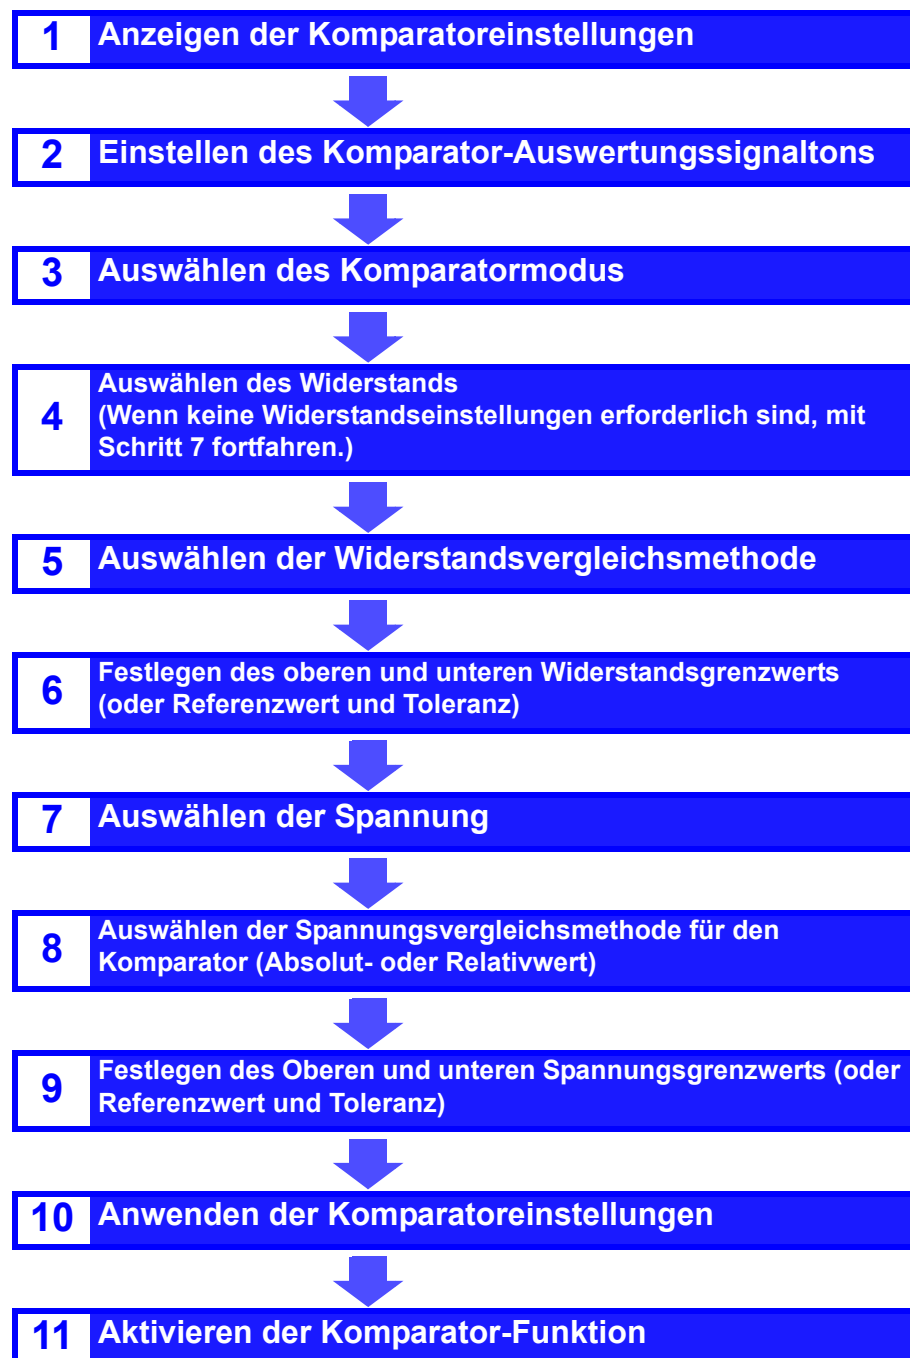 1 Anzeigen der Komparatoreinstellungen
2 Einstellen des Komparator-Auswertungssignaltons
3 Auswählen des Komparatormodus
4 Auswählen des Widerstands
(Wenn keine Widerstandseinstellungen erforderlich sind, mit
Schritt 7 fortfahren.)
5 Auswählen der Widerstandsvergleichsmethode
6 Festlegen des oberen und unteren Widerstandsgrenzwerts
(oder Referenzwert und Toleranz)
7 Auswählen der Spannung
8 Auswählen der Spannungsvergleichsmethode für den
Komparator (Absolut- oder Relativwert)
9 Festlegen des Oberen und unteren Spannungsgrenzwerts (oder
Referenzwert und Toleranz)
10 Anwenden der Komparatoreinstellungen
11 Aktivieren der Komparator-Funktion